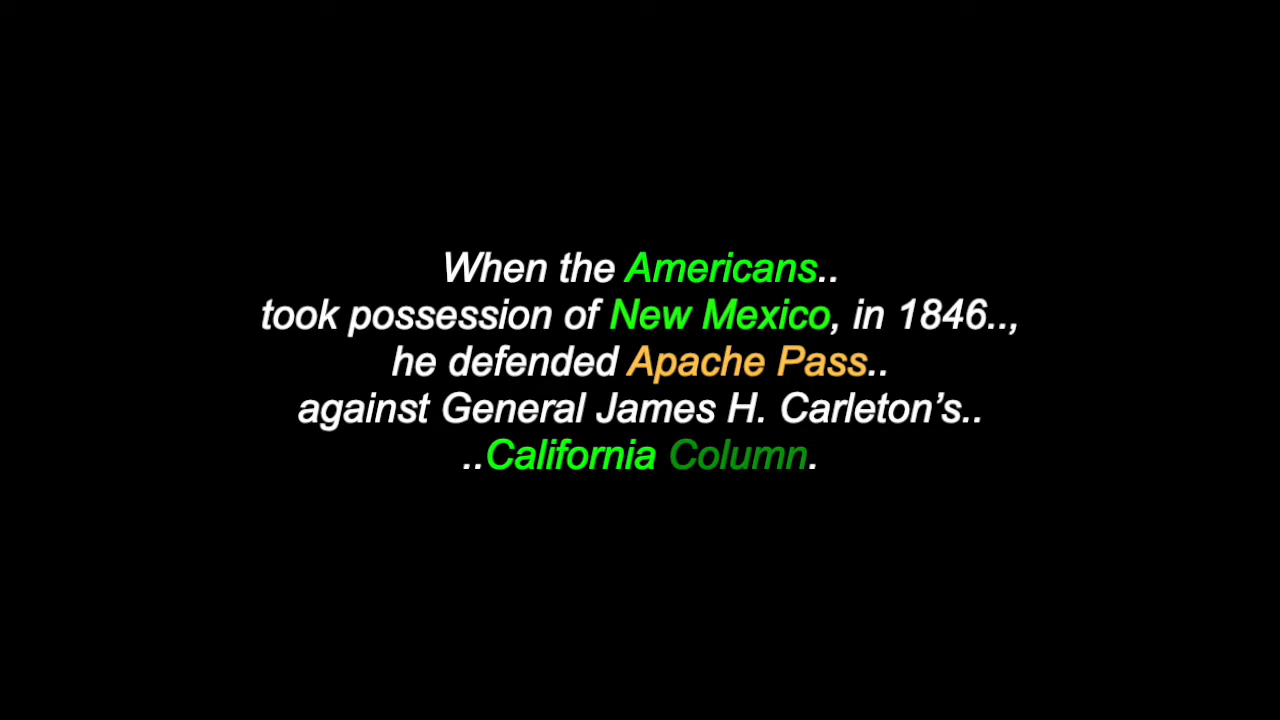 When the Americans..
took possession of New Mexico, in 1846..,
he defended Apache Pass..
against General James H. Carleton’s..
..California Column.